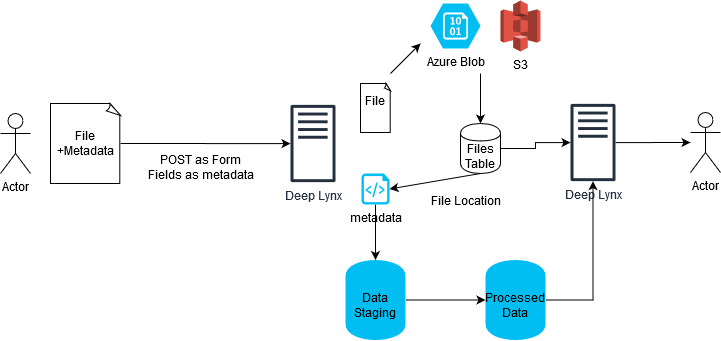 10
01
Azure Blob
S3
File
File
+Metadata
POST as Form
Fields as metadata
Files
Table
Actor
Deep Lynx
Deep Lynx
Actor
</>
metadata
File Location
Data
Staging
Processed
Data